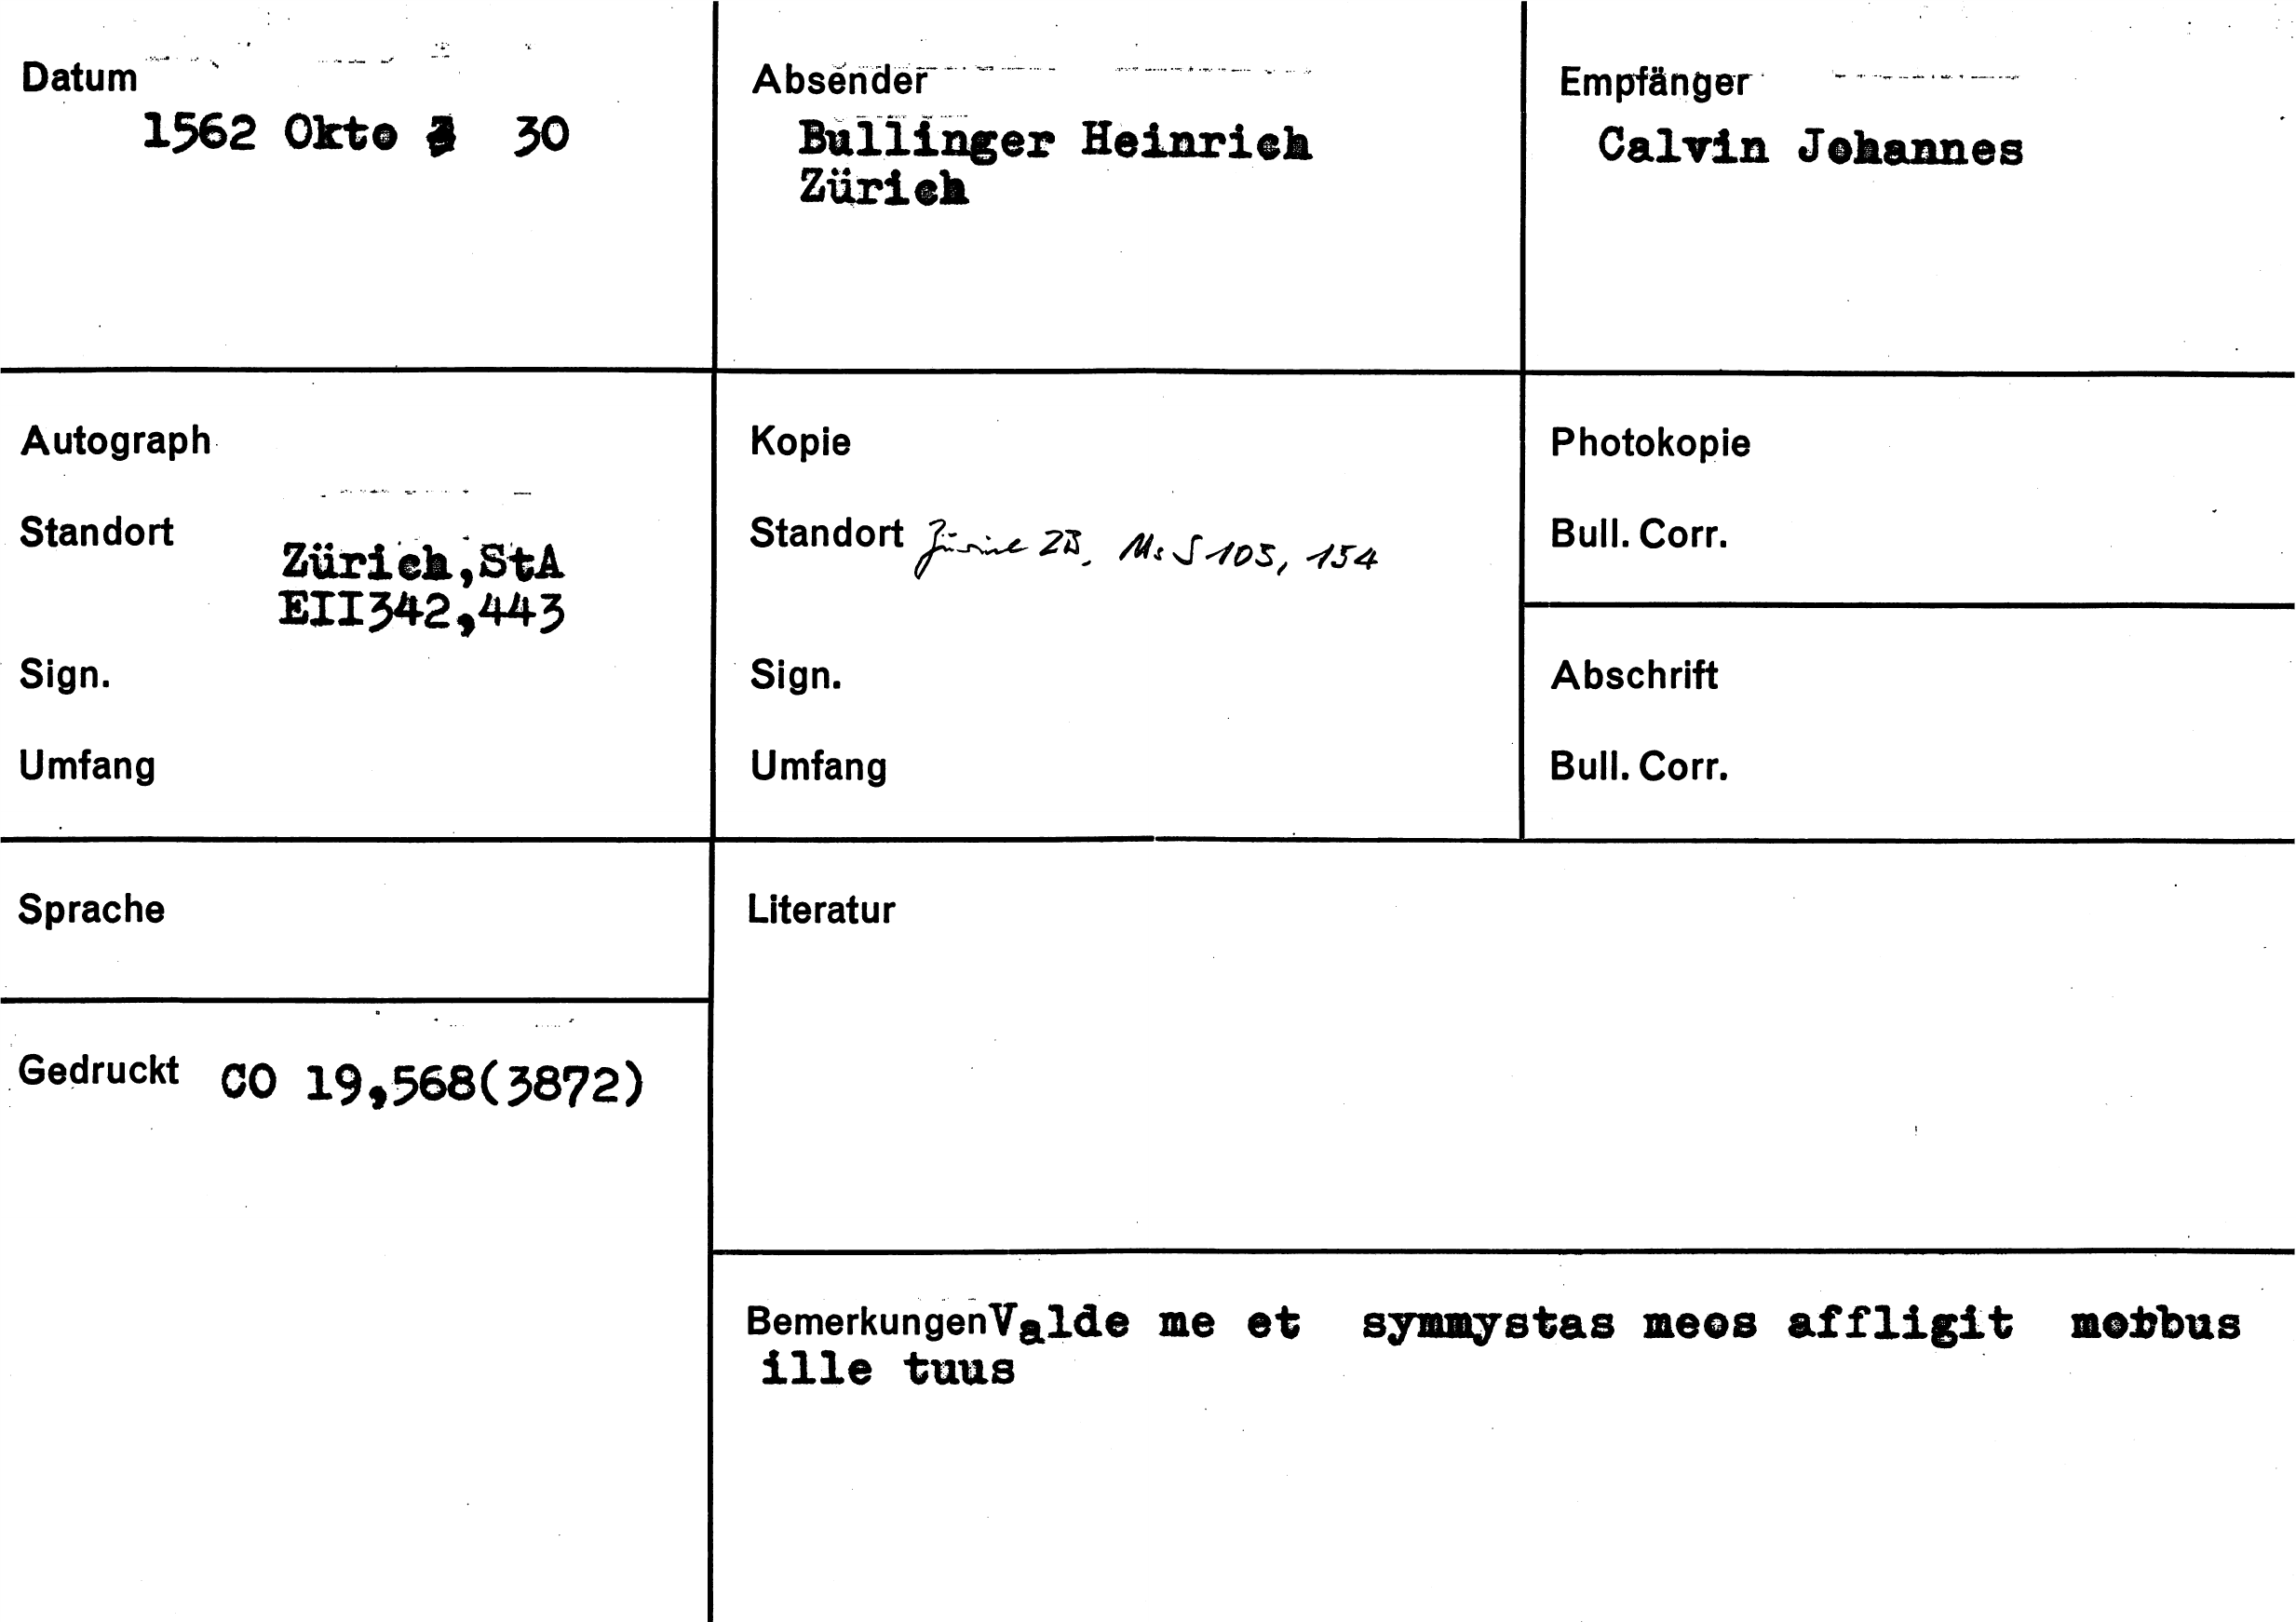 Datum
1562 Okto 30
Absender
Bullinger Heinrich
Zürich
Empfänger
Calvin Johannes
Autograph
Standort
Zürich,StA
EII342,443
Sign.
Umfang
Kopie
Standort Zürich ZB, Ms S 105, 154
Sign.
Umfang
Photokopie
Bull. Corr.
Abschrift
Bull. Corr.
Sprache
Gedruckt CO 19,568(3872)
Literatur
Bemerkungen Valde me et symmystas meos affligit morbus
ille tuus